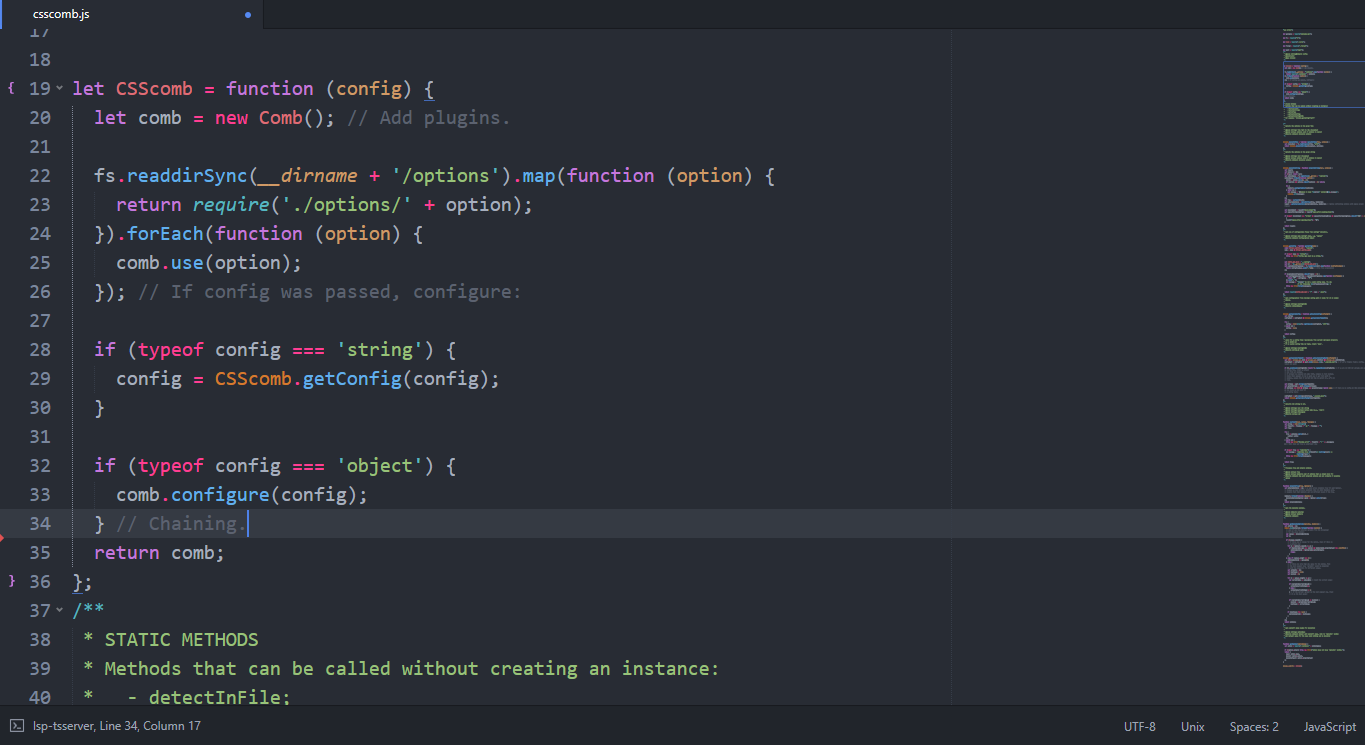 csscomb.js
17
18
{ 19 let CSScomb = function (config) {
20 let comb = new Comb(); // Add plugins.
21
22 fs.readdirSync(__dirname + '/options').map(function (option) {
23 return require('./options/' + option);
24 }).forEach(function (option) {
25 comb.use(option);
26 }); // If config was passed, configure:
27
28 if (typeof config === 'string') {
29 config = CSScomb.getConfig(config);
30 }
31
32 if (typeof config === 'object') {
33 comb.configure(config);
34 } // Chaining.
35 return comb;
} 36 };
37 /**
38 * STATIC METHODS
39 * Methods that can be called without creating an instance:
40 * - detectInFile;
lsp-tsserver, Line 34, Column 17
UTF-8 Unix Spaces: 2 JavaScript